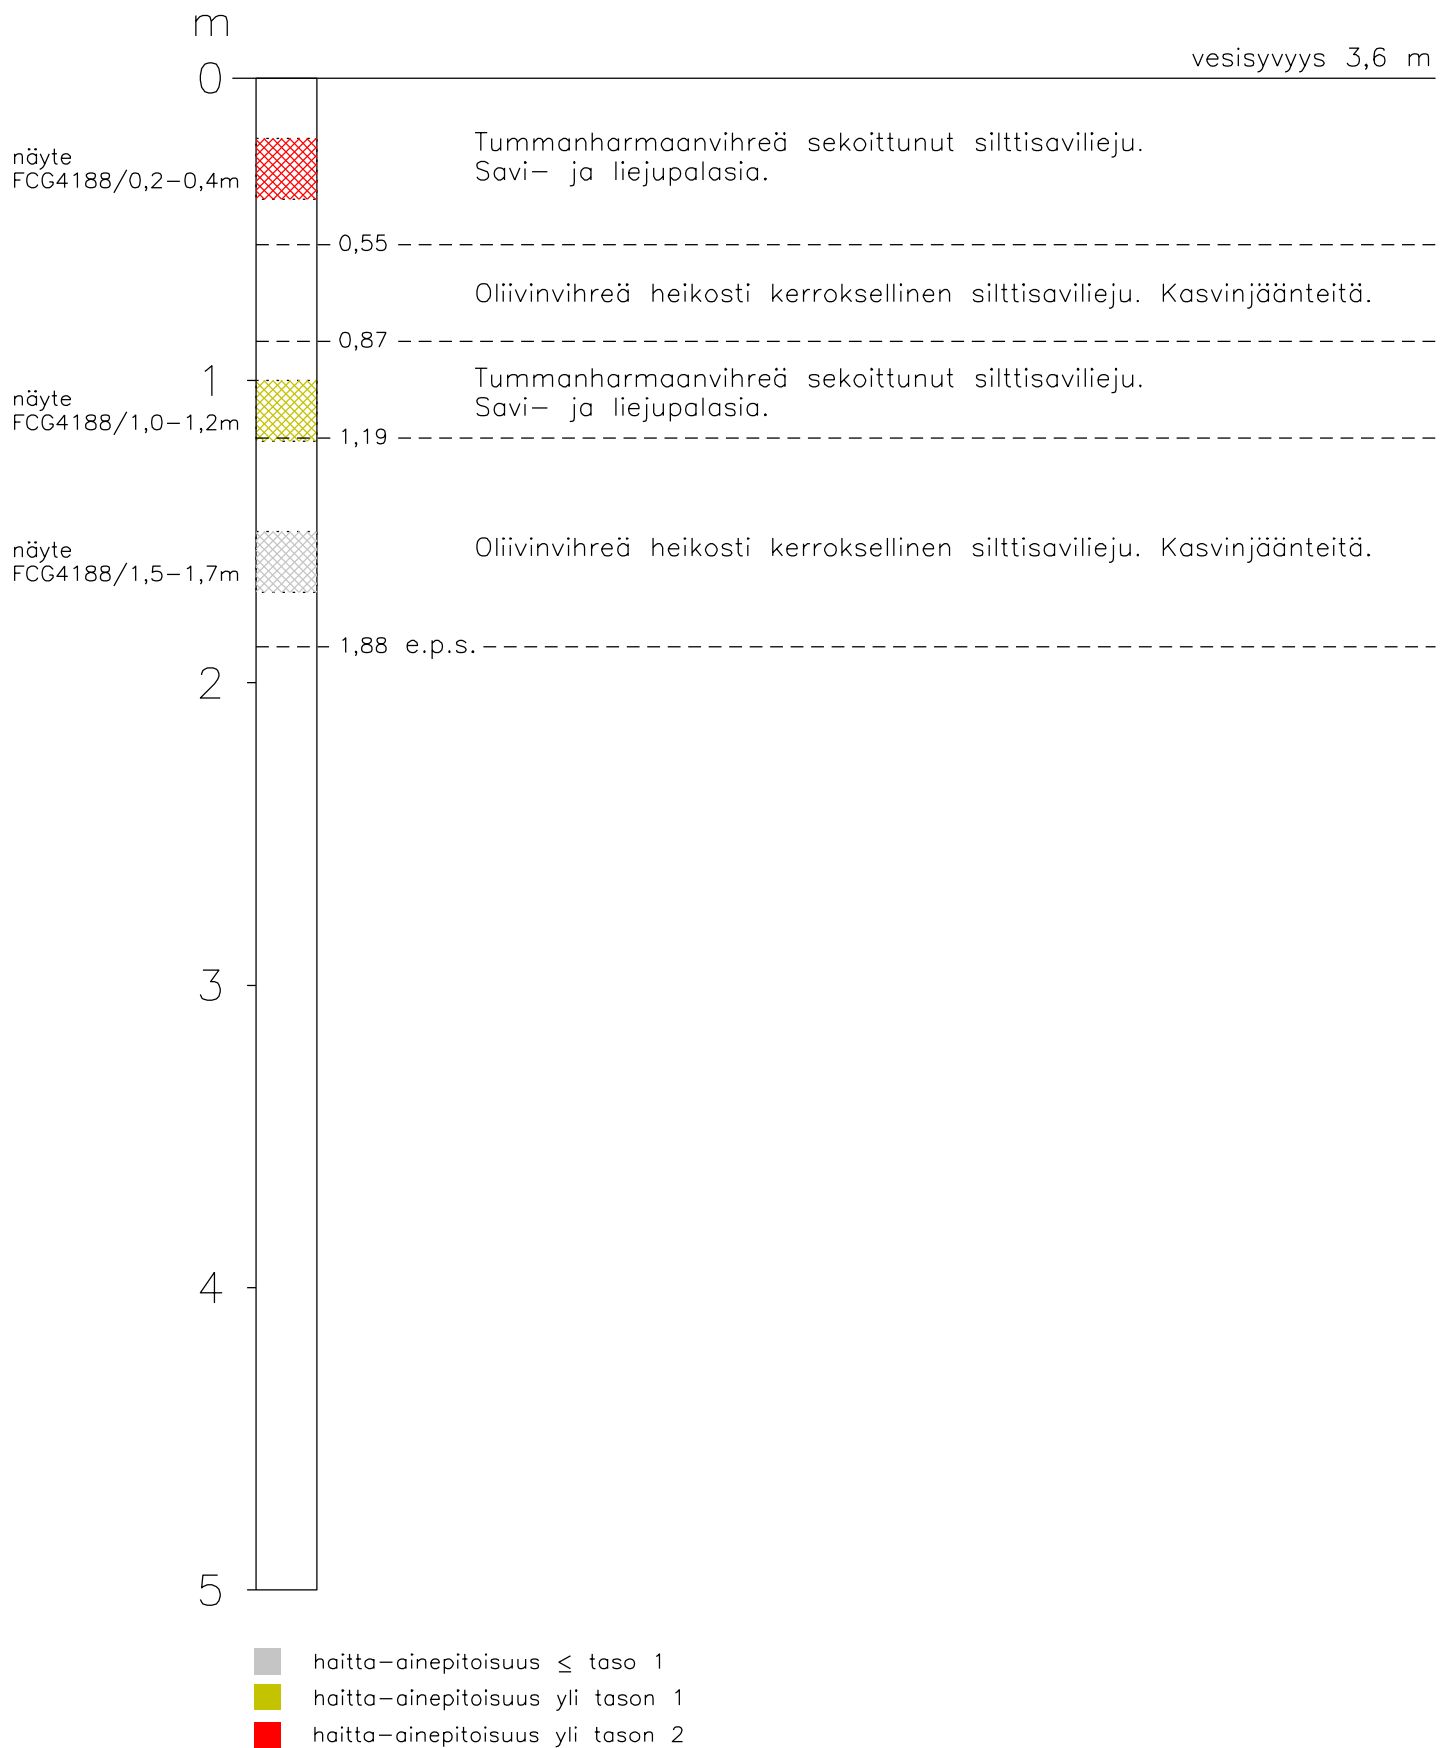 m
vesisyvyys 3,6 m
0
Tummanharmaanvihreä sekoittunut silttisavilieju.
Savi- ja liejupalasia.
näyte
FCG4188/0,2-0,4m
0,55
Oliivinvihreä heikosti kerroksellinen silttisavilieju. Kasvinjäänteitä.
0,87
1
Tummanharmaanvihreä sekoittunut silttisavilieju.
Savi- ja liejupalasia.
näyte
FCG4188/1,0-1,2m
1,19
näyte
FCG4188/1,5-1,7m
Oliivinvihreä heikosti kerroksellinen silttisavilieju. Kasvinjäänteitä.
1,88 e.p.s.
2
3
4
5
haitta-ainepitoisuus ≤ taso 1
haitta-ainepitoisuus yli tason 1
haitta-ainepitoisuus yli tason 2